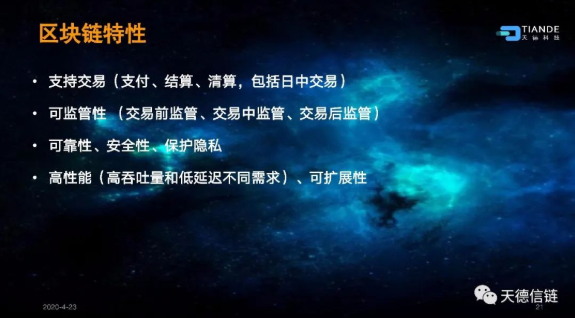 区块链特性
TIANDE
天德科技
• 支持交易（支付、结算、清算，包括日中交易）
• 可监管性 （交易前监管、交易中监管、交易后监管）
• 可靠性、安全性、保护隐私
• 高性能（高吞吐量和低延迟不同需求）、可扩展性
2020-4-23
21
天德信链